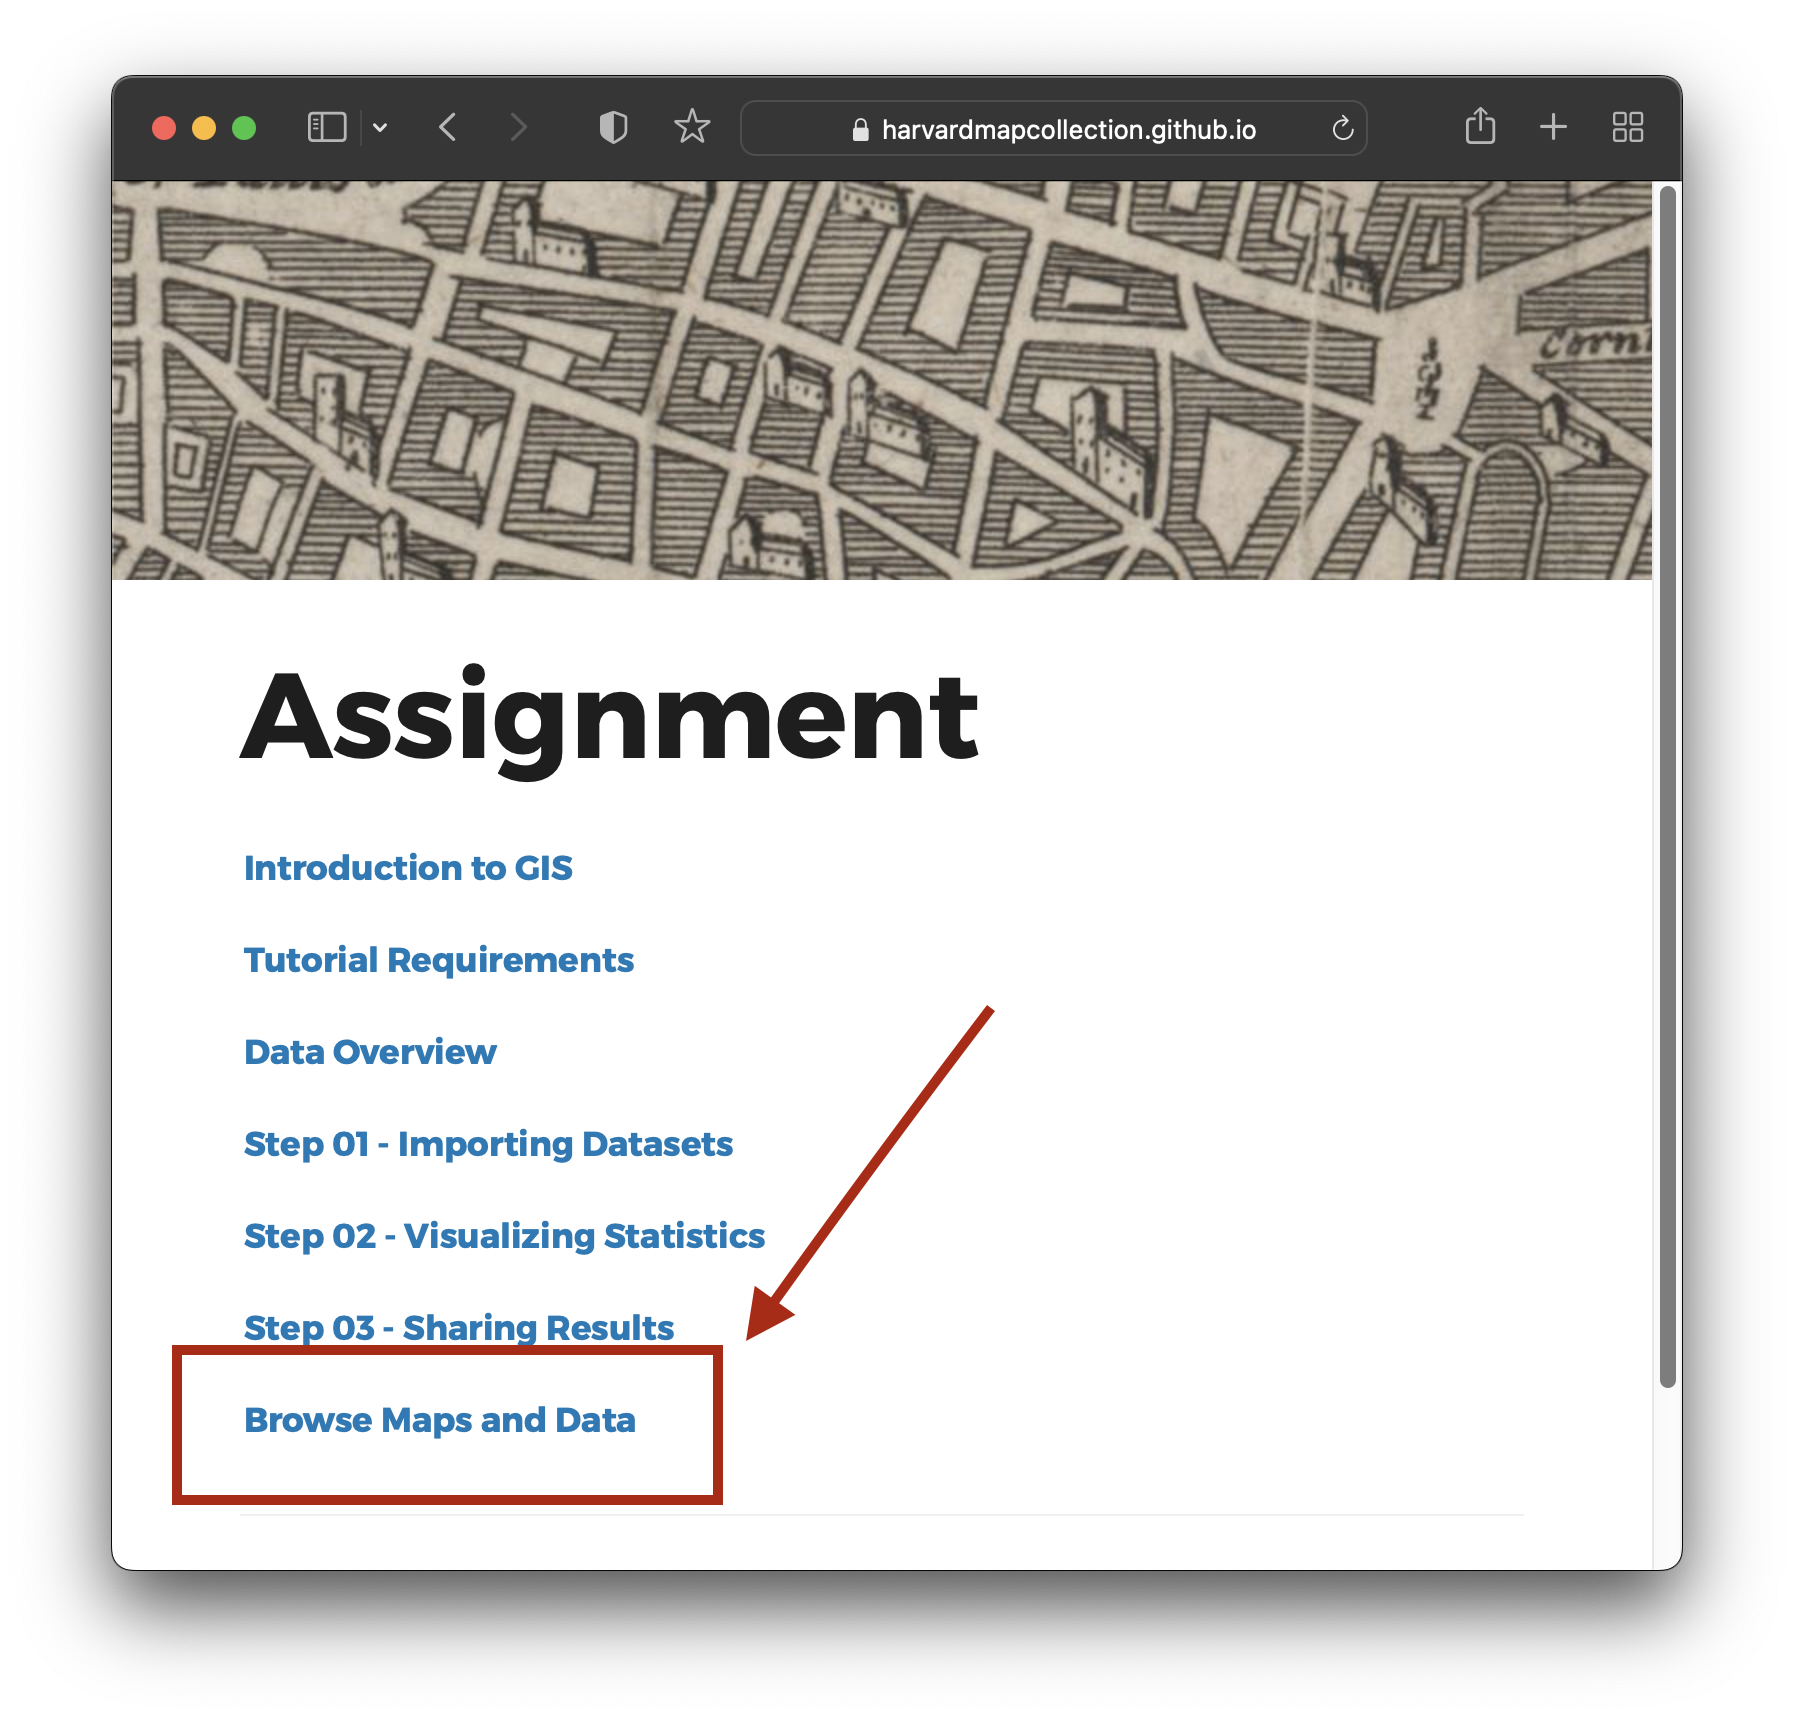 harvardmapcollection.github.io
Corni
Assignment
Introduction to GIS
Tutorial Requirements
Data Overview
Step 01 - Importing Datasets
Step 02 - Visualizing Statistics
Step 03 - Sharing Results
Browse Maps and Data